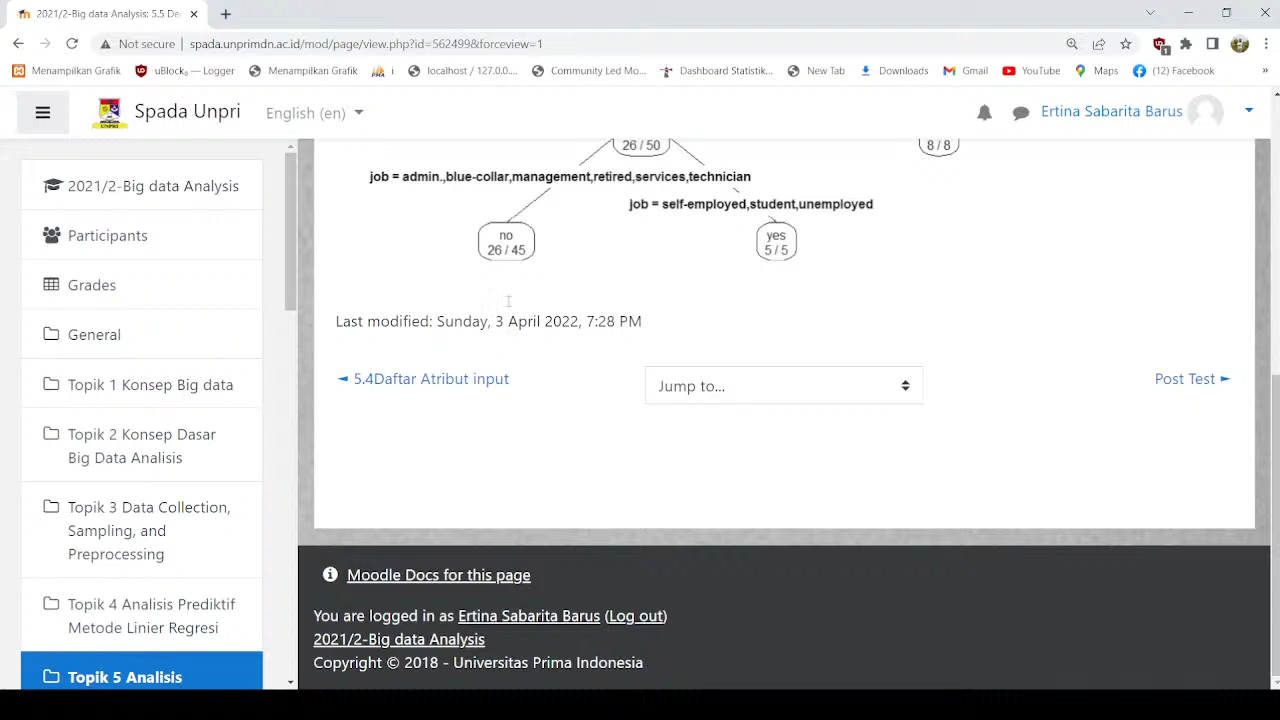 2021/2-Big data Analysis: 5.5 De
Not secure
spada.unprimdn.ac.id/mod/page/view.php?id=562499&forceview=1
1
Menampilkan Grafik
uBlock₀ — Logger
Menampilkan Grafik
i
localhost / 127.0.0....
Community Led Mo...
Dashboard Statistik...
New Tab
Downloads
Gmail
YouTube
Maps
(12) Facebook
»
UNPRI
Spada Unpri
English (en)
Ertina Sabarita Barus
2021/2-Big data Analysis
Participants
Grades
General
Topik 1 Konsep Big data
Topik 2 Konsep Dasar
Big Data Analisis
Topik 3 Data Collection,
Sampling, and
Preprocessing
Topik 4 Analisis Prediktif
Metode Linier Regresi
Topik 5 Analisis
26 / 50
8 / 8
job = admin.,blue-collar,management,retired,services,technician
job = self-employed,student,unemployed
no
26 / 45
yes
5 / 5
Last modified: Sunday, 3 April 2022, 7:28 PM
◄ 5.4Daftar Atribut input
Jump to...
Post Test ►
Moodle Docs for this page
You are logged in as Ertina Sabarita Barus (Log out)
2021/2-Big data Analysis
Copyright © 2018 - Universitas Prima Indonesia